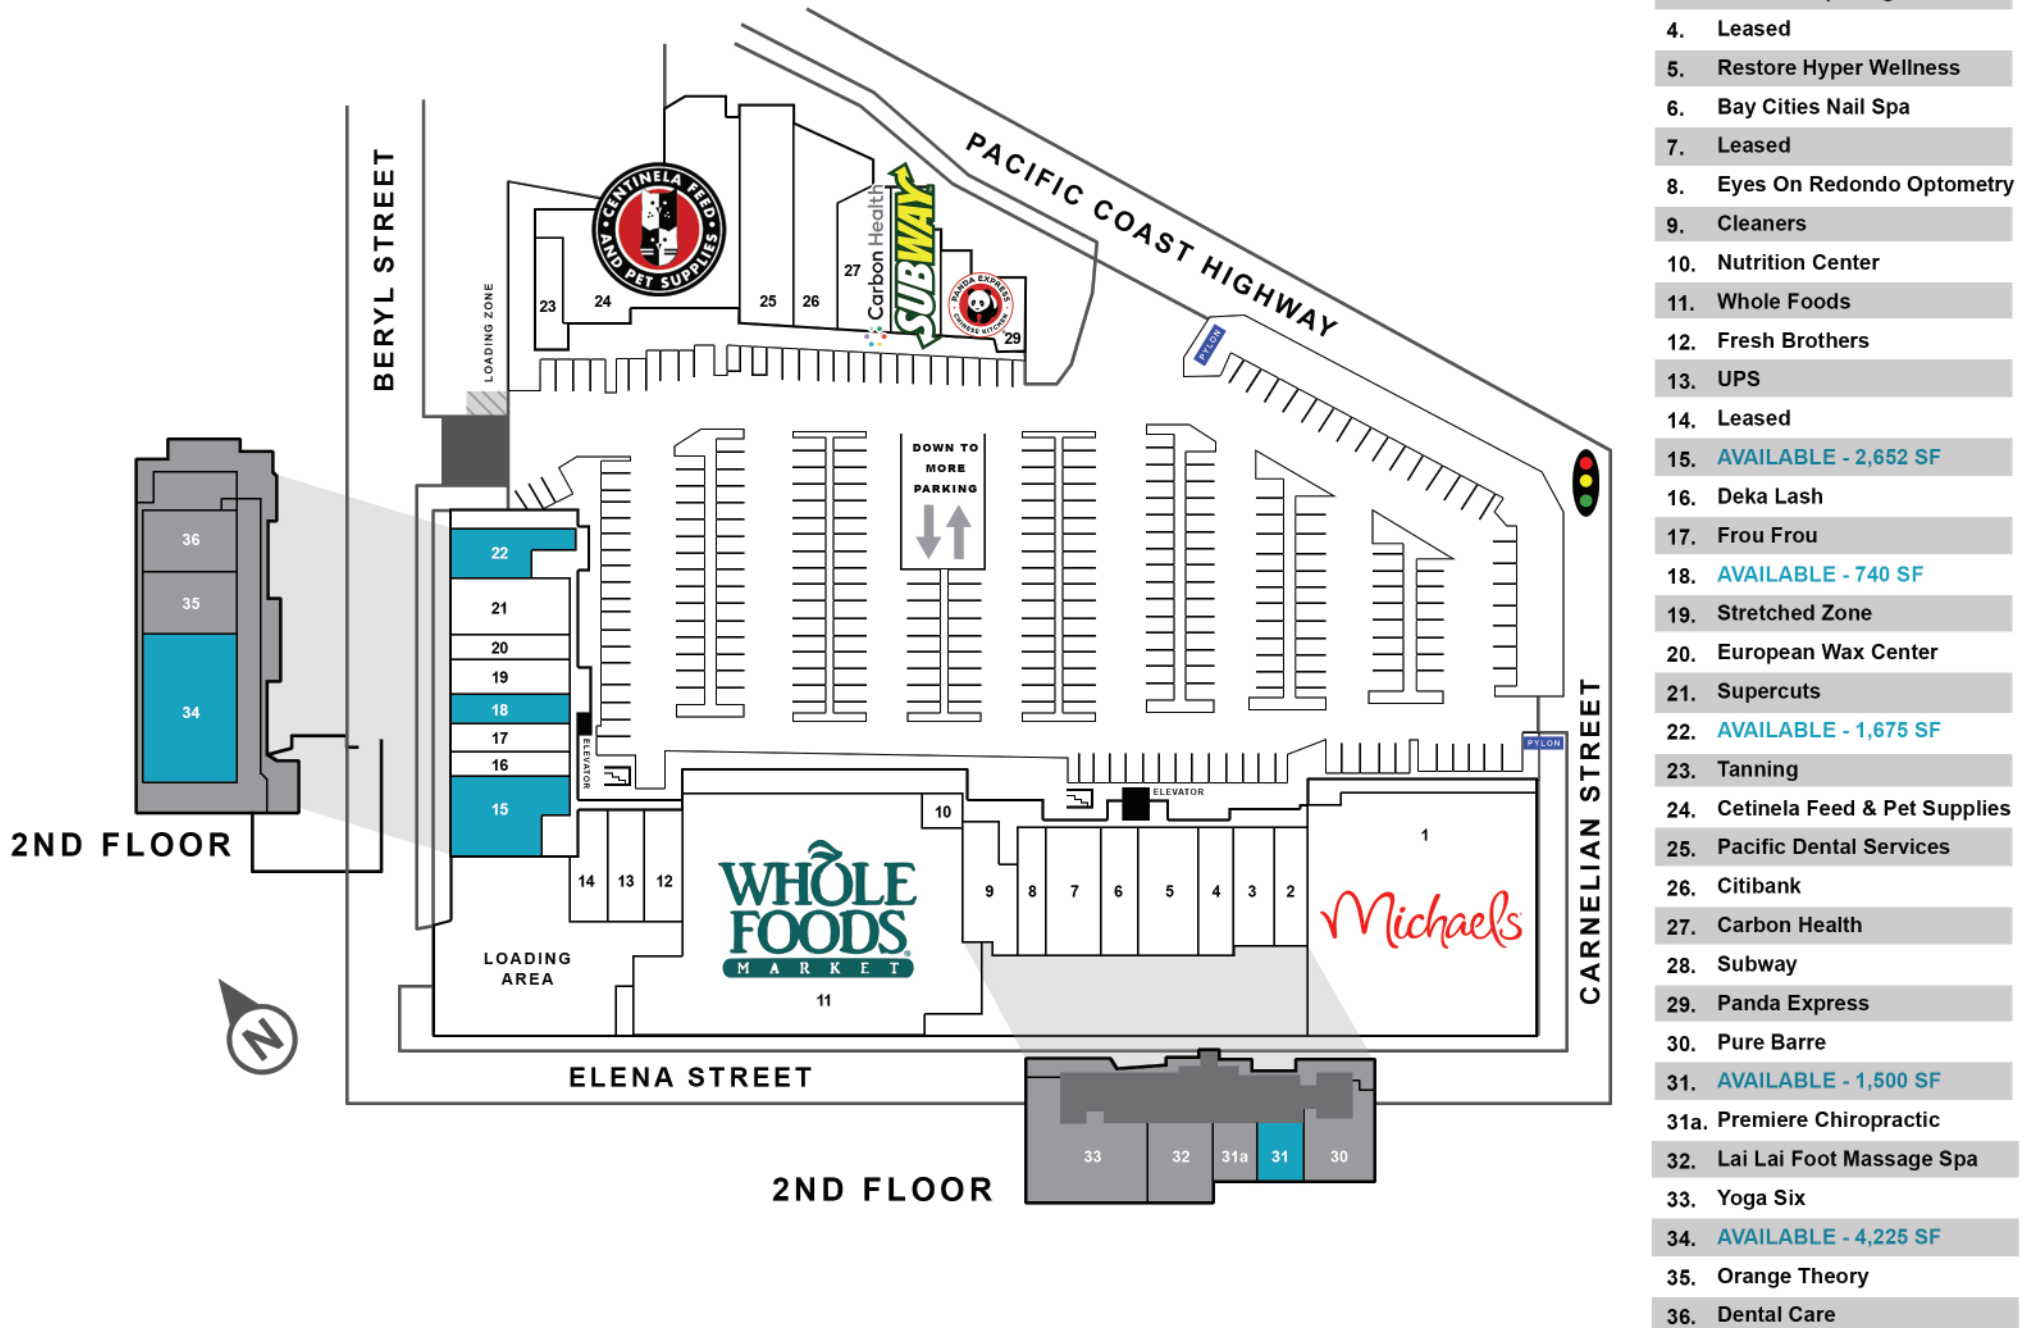 PACIFIC COAST HIGHWAY
BERYL STREET
LOADING ZONE
CENTINELA FEED
AND PET SUPPLIES
23
24
25
26
27
Carbon Health
SUBWAY
PANDA EXPRESS
CHINESE KITCHEN
29
PYLON
DOWN TO
MORE
PARKING
36
35
34
2ND FLOOR
22
21
20
19
18
17
16
15
ELEVATOR
14
13
12
LOADING
AREA
WHOLE
FOODS
MARKET
11
10
ELEVATOR
9
8
7
6
5
4
3
2
1
Michaels
PYLON
CARNELIAN STREET
N
ELENA STREET
33
32
31a
31
30
2ND FLOOR
4. Leased
5. Restore Hyper Wellness
6. Bay Cities Nail Spa
7. Leased
8. Eyes On Redondo Optometry
9. Cleaners
10. Nutrition Center
11. Whole Foods
12. Fresh Brothers
13. UPS
14. Leased
15. AVAILABLE - 2,652 SF
16. Deka Lash
17. Frou Frou
18. AVAILABLE - 740 SF
19. Stretched Zone
20. European Wax Center
21. Supercuts
22. AVAILABLE - 1,675 SF
23. Tanning
24. Cetinela Feed & Pet Supplies
25. Pacific Dental Services
26. Citibank
27. Carbon Health
28. Subway
29. Panda Express
30. Pure Barre
31. AVAILABLE - 1,500 SF
31a. Premiere Chiropractic
32. Lai Lai Foot Massage Spa
33. Yoga Six
34. AVAILABLE - 4,225 SF
35. Orange Theory
36. Dental Care